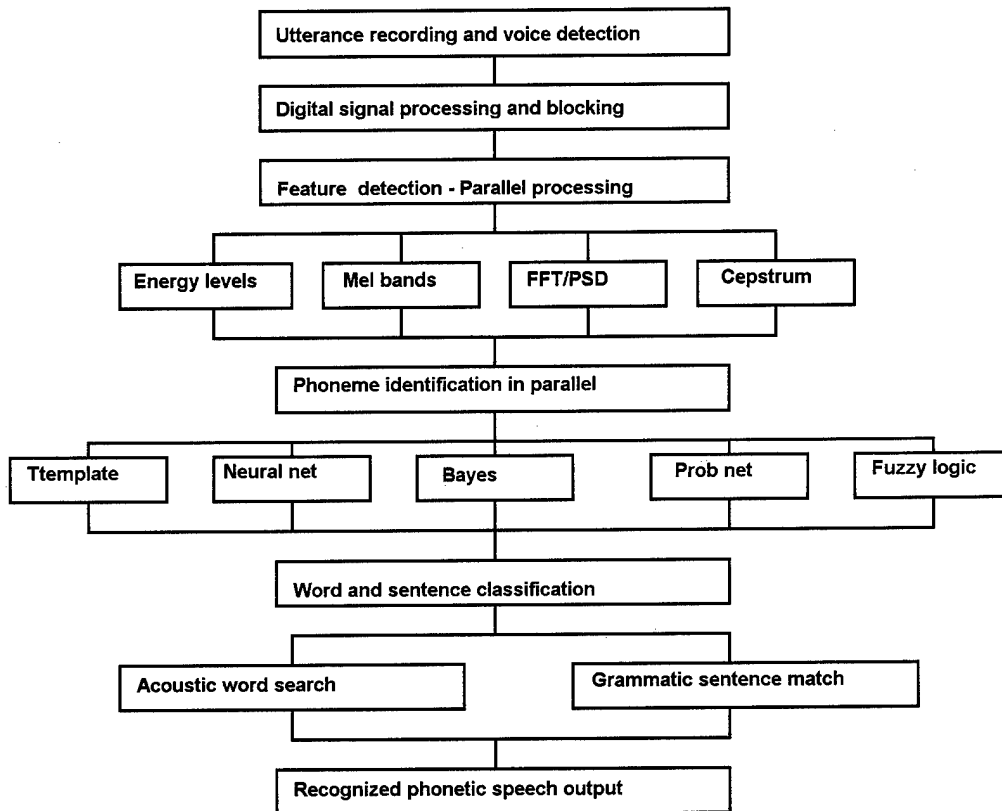 Utterance recording and voice detection
Digital signal processing and blocking
Feature detection - Parallel processing
Energy levels
Mel bands
FFT/PSD
Cepstrum
Phoneme identification in parallel
Ttemplate
Neural net
Bayes
Prob net
Fuzzy logic
Word and sentence classification
Acoustic word search
Grammatic sentence match
Recognized phonetic speech output